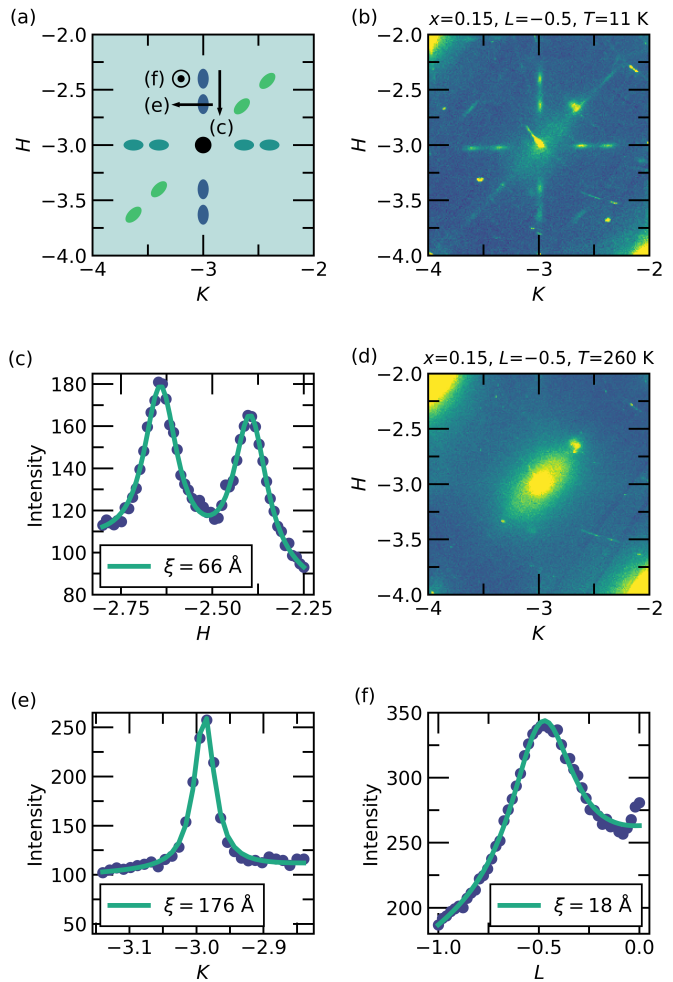 (a)
(b)
x=0.15, L=−0.5, T=11 K
−2.0
−2.5
−3.0
−3.5
−4.0
H
(f)
(e)
(c)
−4
−3
−2
K
−2.0
−2.5
−3.0
−3.5
−4.0
H
−4
−3
−2
K
(c)
180
160
140
120
100
80
Intensity
ξ = 66 Å
−2.75
−2.50
−2.25
H
(d)
x=0.15, L=−0.5, T=260 K
−2.0
−2.5
−3.0
−3.5
−4.0
H
−4
−3
−2
K
(e)
250
200
150
100
50
Intensity
ξ = 176 Å
−3.1
−3.0
−2.9
K
(f)
350
300
250
200
Intensity
ξ = 18 Å
−1.0
−0.5
0.0
L